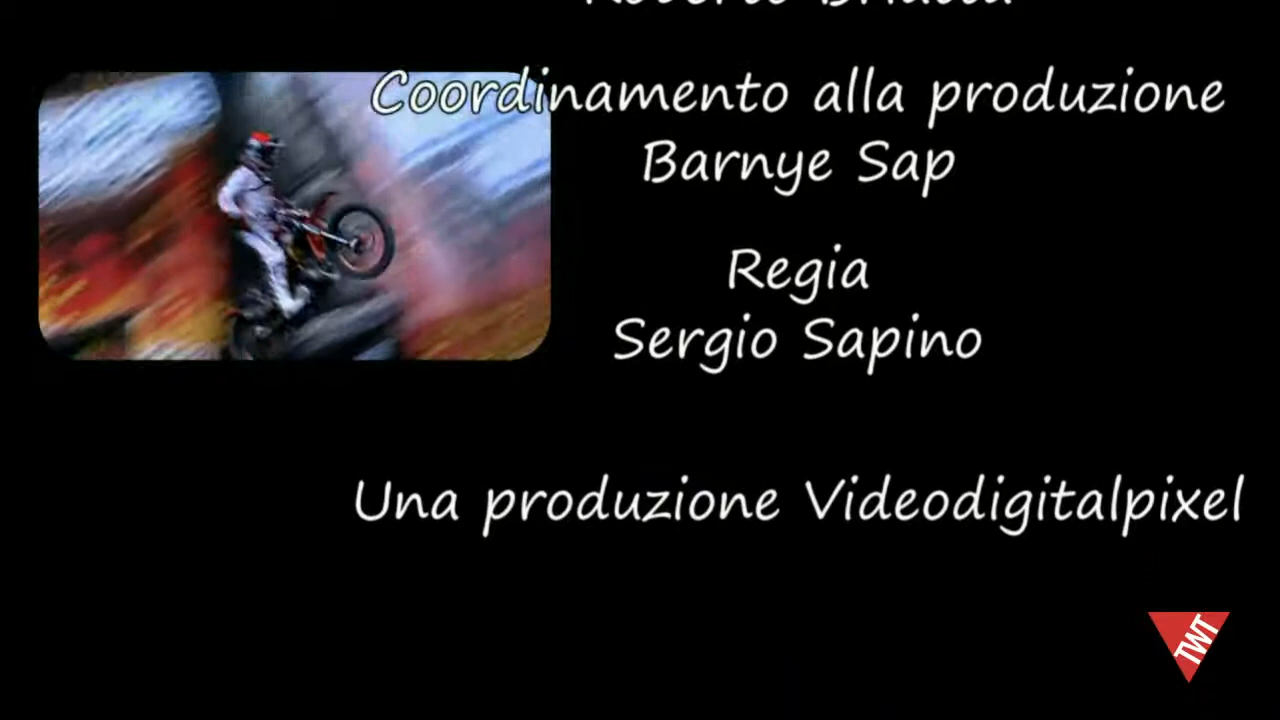 Coordinamento alla produzione
Barnye Sap
Regia
Sergio Sapino
Una produzione Videodigitalpixel
TWT